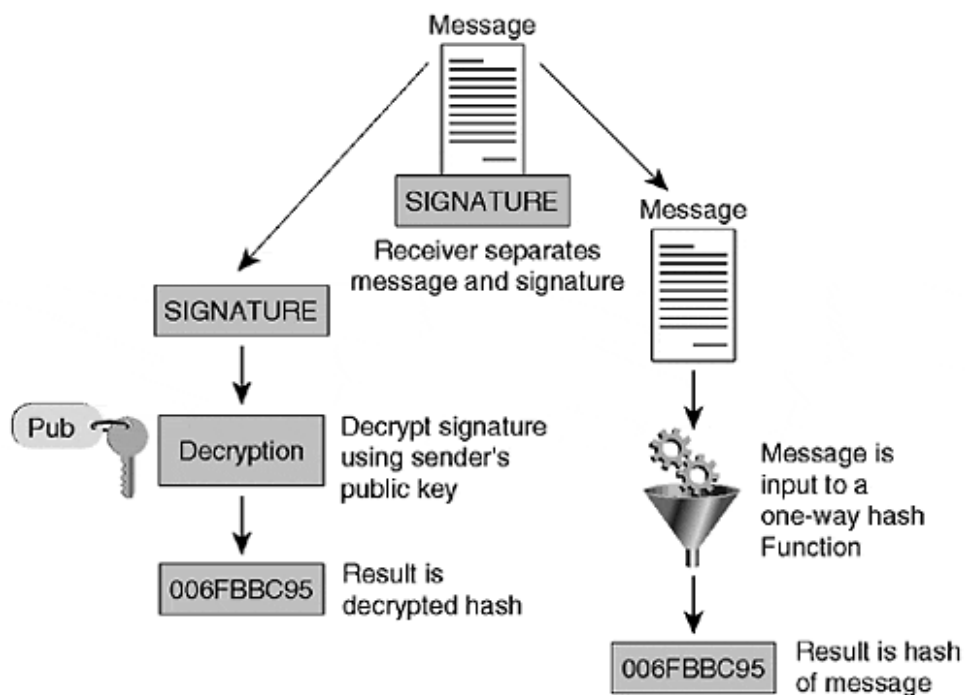 Message
SIGNATURE
Receiver separates
message and signature
SIGNATURE
Pub
Decryption
Decrypt signature
using sender's
public key
006FBBC95
Result is
decrypted hash
Message
Message is
input to a
one-way hash
Function
006FBBC95
Result is hash
of message